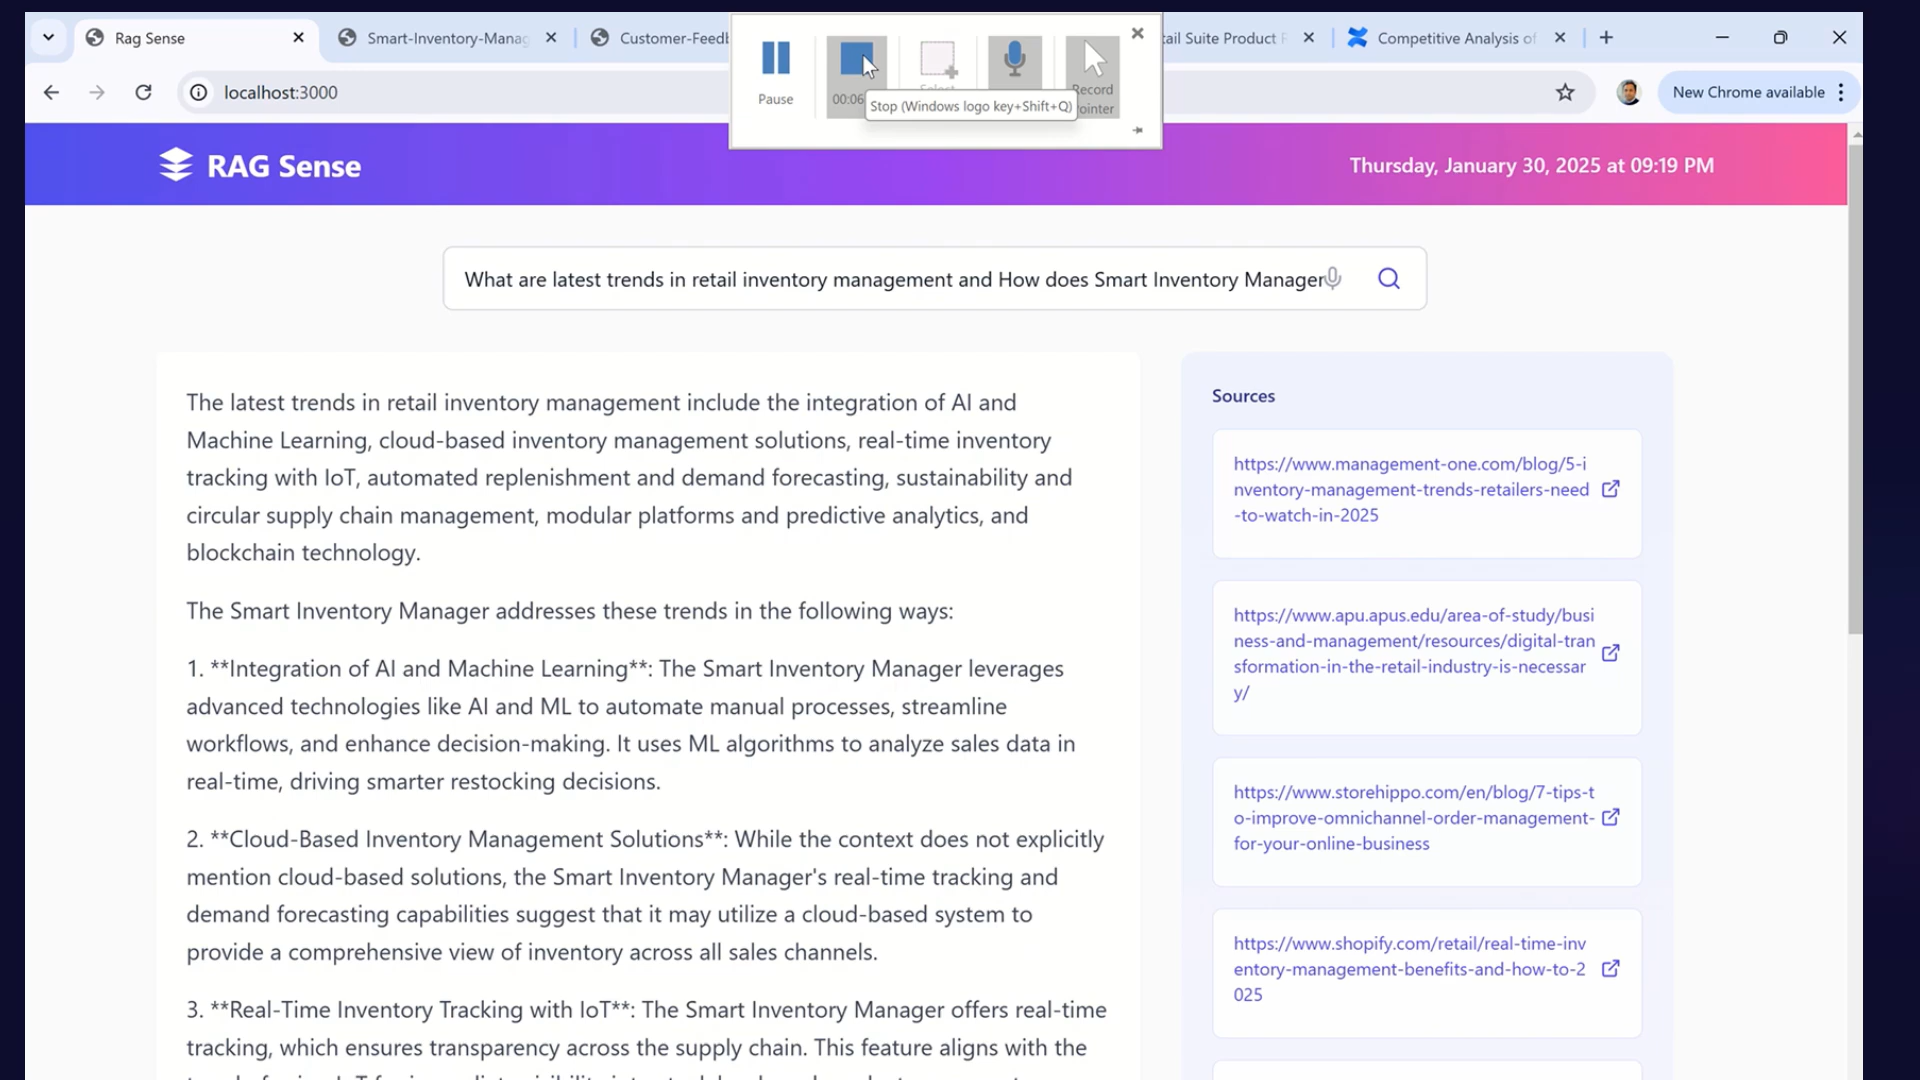 Rag Sense
Smart-Inventory-Manag
Customer-Feedb
ail Suite Product R
Competitive Analysis of
localhost:3000
New Chrome available
Pause
00:06
Select
Record
Pointer
Stop (Windows logo key+Shift+Q)
RAG Sense
Thursday, January 30, 2025 at 09:19 PM
What are latest trends in retail inventory management and How does Smart Inventory Manager
The latest trends in retail inventory management include the integration of AI and
Machine Learning, cloud-based inventory management solutions, real-time inventory
tracking with IoT, automated replenishment and demand forecasting, sustainability and
circular supply chain management, modular platforms and predictive analytics, and
blockchain technology.
The Smart Inventory Manager addresses these trends in the following ways:
1. **Integration of AI and Machine Learning**: The Smart Inventory Manager leverages
advanced technologies like AI and ML to automate manual processes, streamline
workflows, and enhance decision-making. It uses ML algorithms to analyze sales data in
real-time, driving smarter restocking decisions.
2. **Cloud-Based Inventory Management Solutions**: While the context does not explicitly
mention cloud-based solutions, the Smart Inventory Manager's real-time tracking and
demand forecasting capabilities suggest that it may utilize a cloud-based system to
provide a comprehensive view of inventory across all sales channels.
3. **Real-Time Inventory Tracking with IoT**: The Smart Inventory Manager offers real-time
tracking, which ensures transparency across the supply chain. This feature aligns with the
Sources
https://www.management-one.com/blog/5-i
nventory-management-trends-retailers-need
-to-watch-in-2025
https://www.apu.apus.edu/area-of-study/busi
ness-and-management/resources/digital-tran
sformation-in-the-retail-industry-is-necessar
y/
https://www.storehippo.com/en/blog/7-tips-t
o-improve-omnichannel-order-management-
for-your-online-business
https://www.shopify.com/retail/real-time-inv
entory-management-benefits-and-how-to-2
025